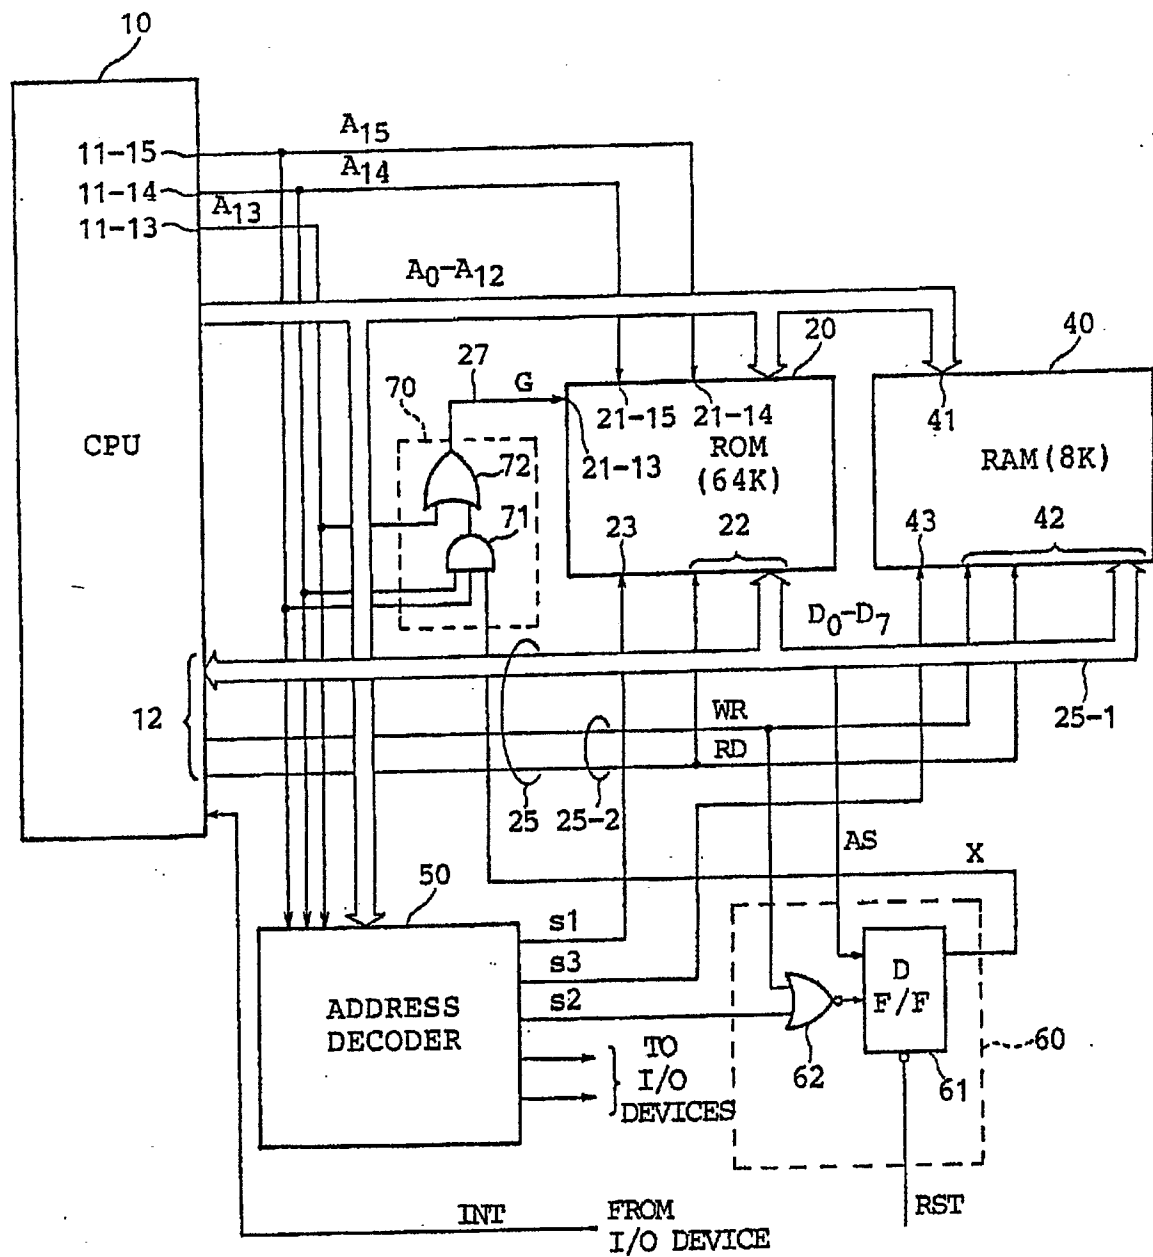 10
11-15
A15
11-14
A14
11-13
A13
A0-A12
20
40
27
G
70
CPU
72
21-15
21-14
21-13
ROM
(64K)
41
RAM(8K)
71
23
22
43
42
D0-D7
12
WR
RD
25-1
25
25-2
AS
X
50
s1
s3
s2
ADDRESS
DECODER
D
F/F
60
62
61
TO
I/O
DEVICES
INT
FROM
I/O DEVICE
RST